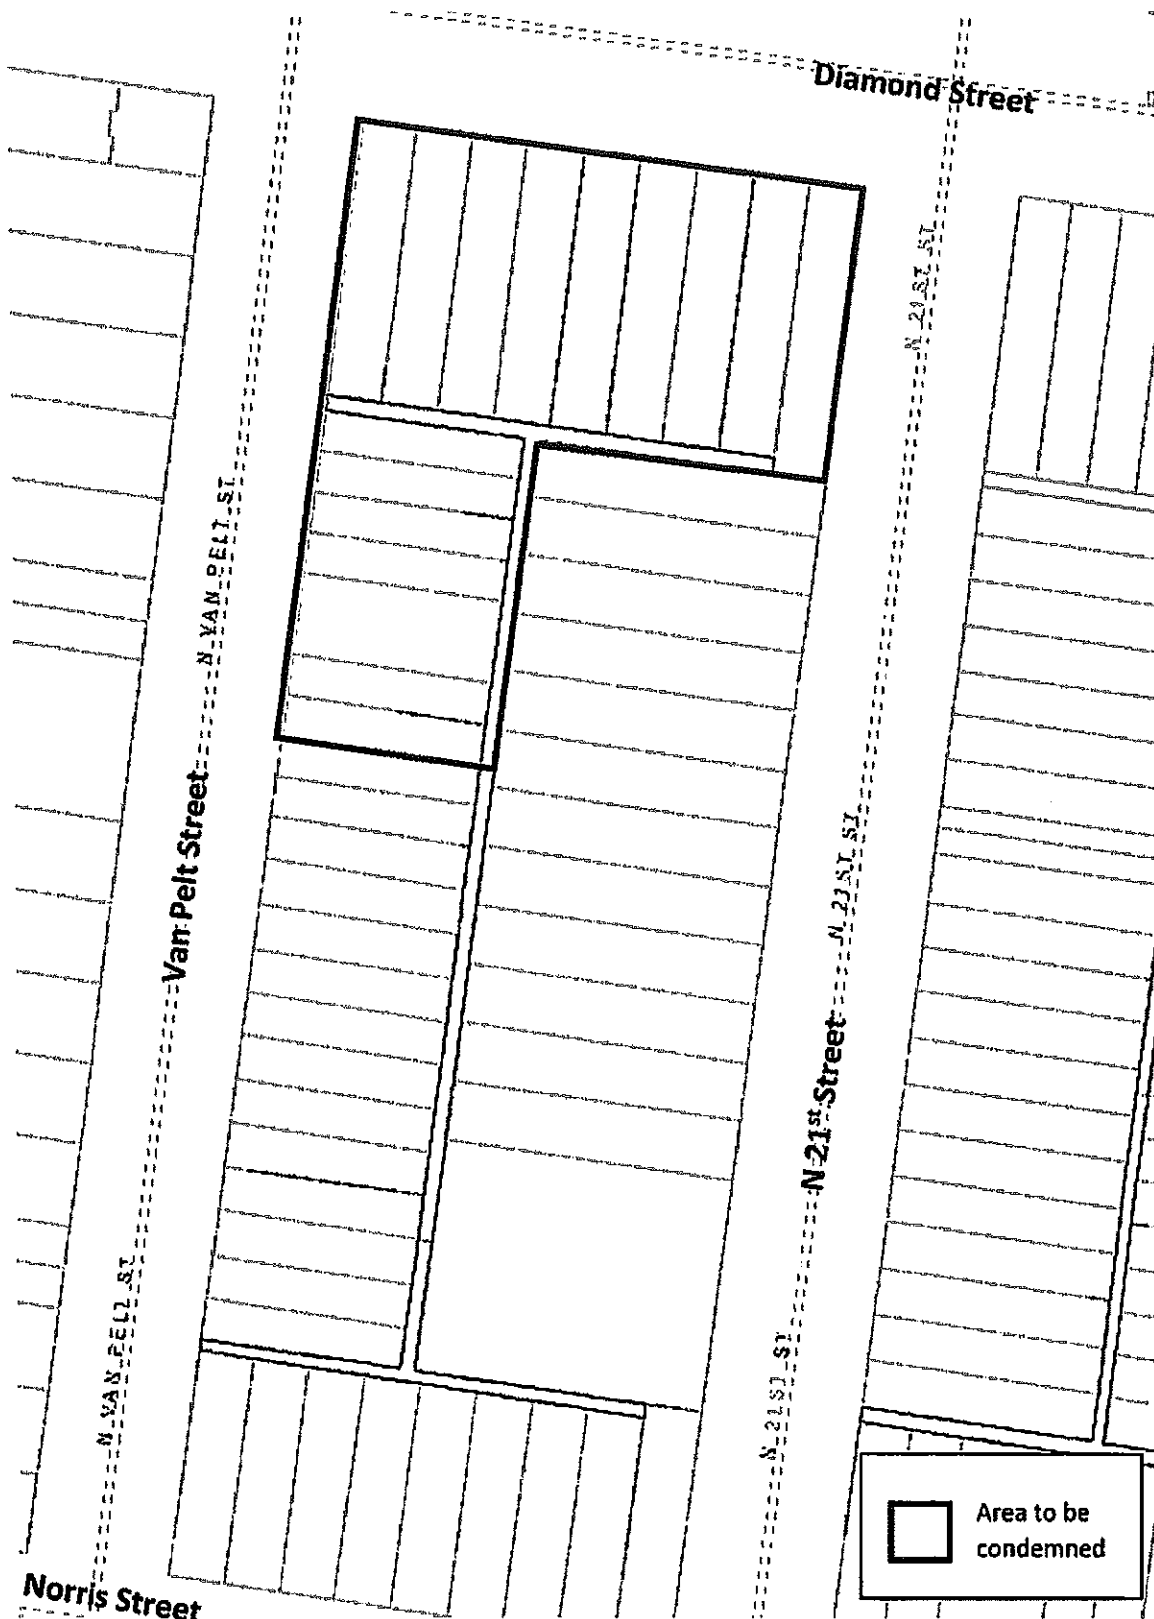 Diamond Street
N 21ST ST
N VAN PELT ST
Van Pelt Street
N 21ST ST
N 21st Street
N VAN PELT ST
N 21ST ST
Area to be
condemned
Norris Street